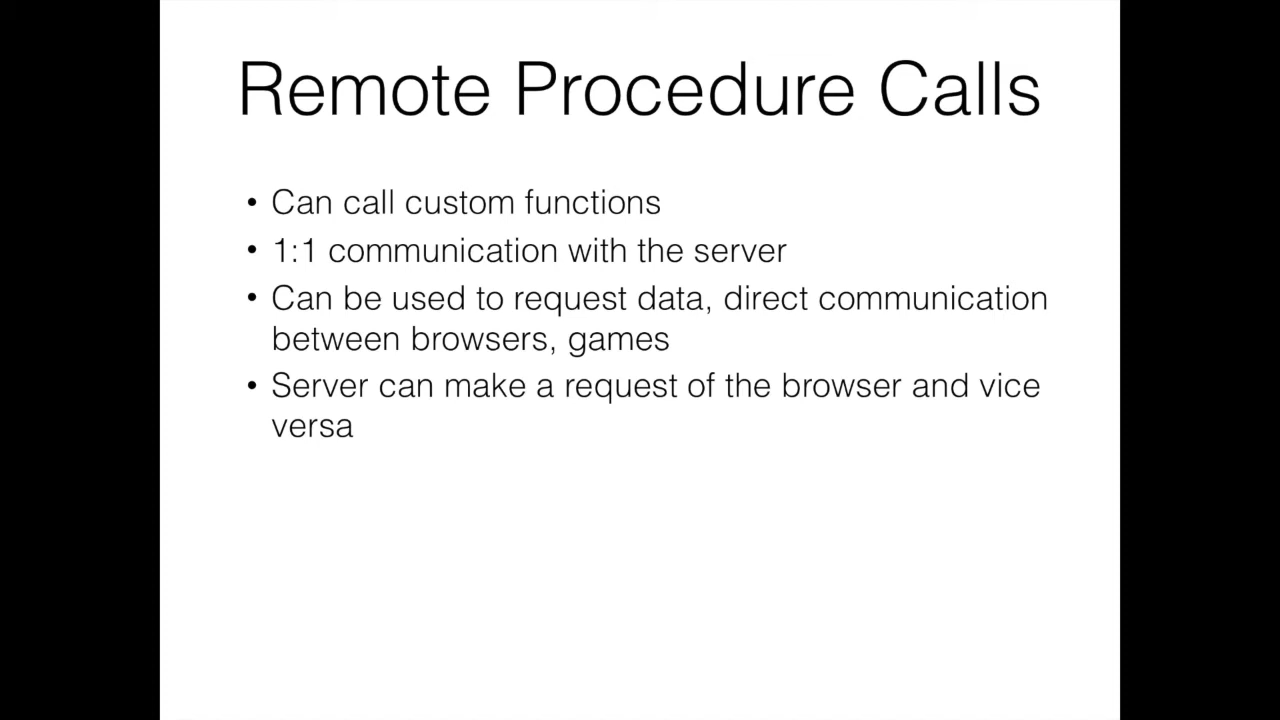 Remote Procedure Calls
• Can call custom functions
• 1:1 communication with the server
• Can be used to request data, direct communication
between browsers, games
• Server can make a request of the browser and vice
versa